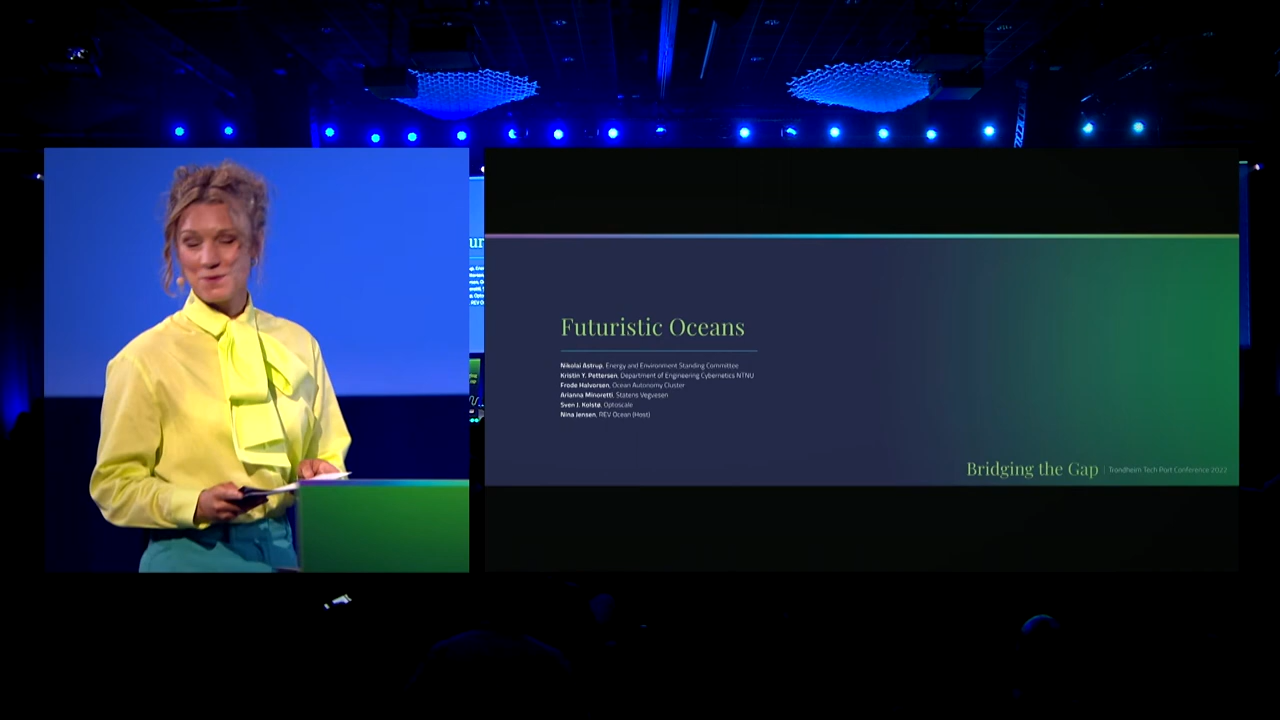 Futuristic Oceans
Nikolai Astrup, Energy and Environment Standing Committee
Kristin Y. Pettersen, Department of Engineering Cybernetics NTNU
Frode Halvorsen, Ocean Autonomy Cluster
Arianna Minoretti, Statens Vegvesen
Sven J. Kolstø, Optoscale
Nina Jensen, REV Ocean (Host)
Bridging the Gap | Trondheim Tech Port Conference 2022